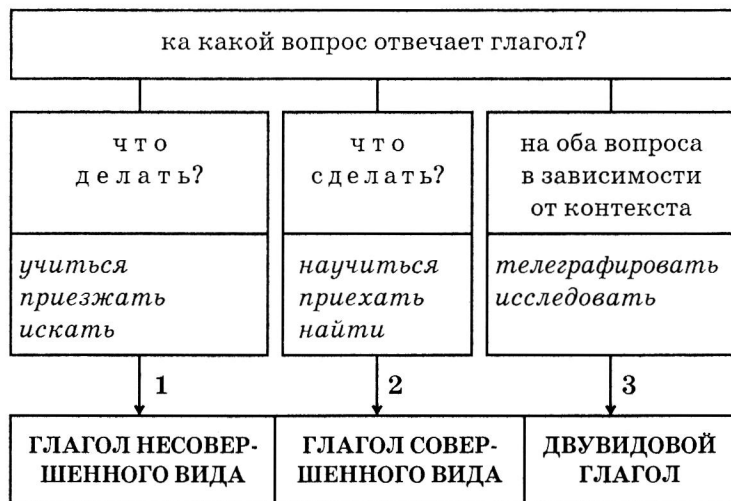 ка какой вопрос отвечает глагол?
что
делать?
учиться
приезжать
искать
что
сделать?
научиться
приехать
найти
на оба вопроса
в зависимости
от контекста
телеграфировать
исследовать
1
2
3
ГЛАГОЛ НЕСОВЕР-
ШЕННОГО ВИДА
ГЛАГОЛ СОВЕР-
ШЕННОГО ВИДА
ДВУВИДОВОЙ
ГЛАГОЛ